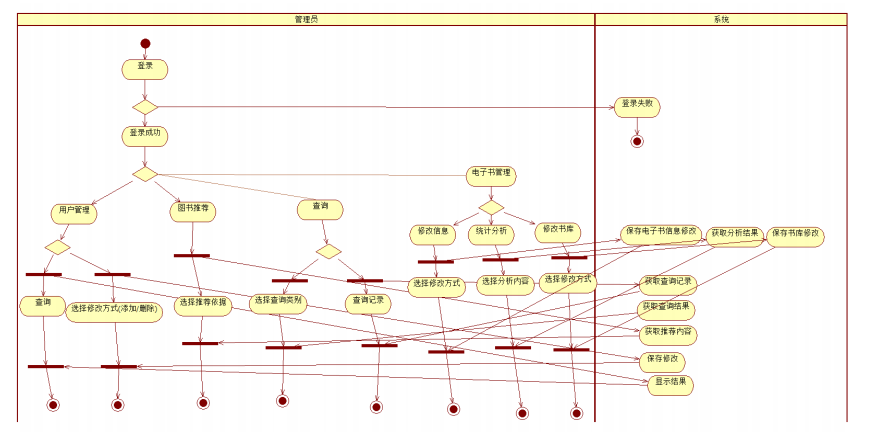 管理员
系统
登录
登录失败
登录成功
电子书管理
用户管理
图书推荐
查询
修改信息
统计分析
修改书库
保存电子书信息修改
获取分析结果
保存书库修改
选择修改方式
选择分析内容
选择修改方式
获取查询记录
查询
选择修改方式(添加/删除)
选择推荐依据
选择查询类别
查询记录
获取查询结果
获取推荐内容
保存修改
显示结果